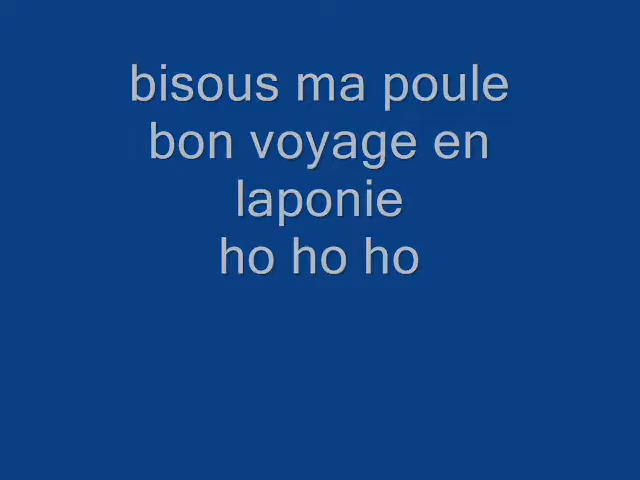 bisous ma poule
bon voyage en
laponie
ho ho ho